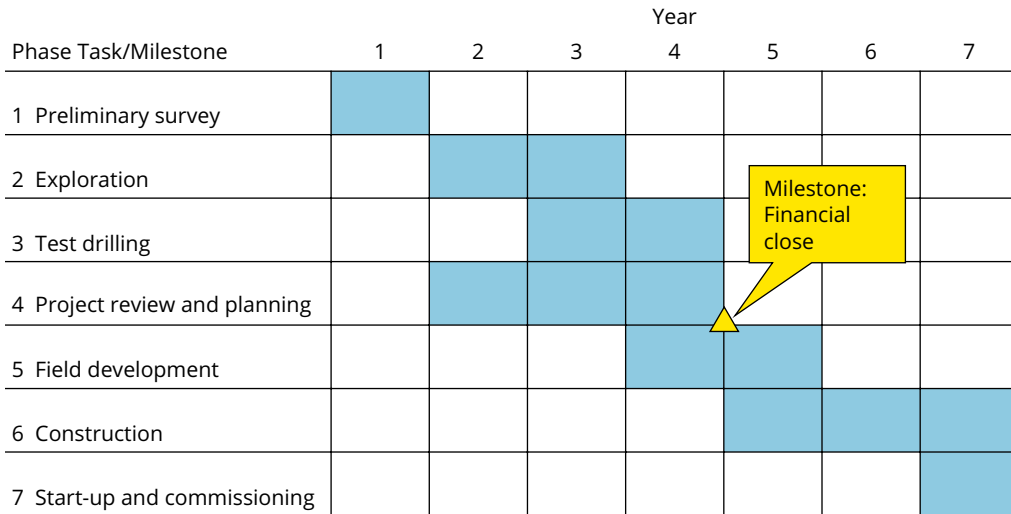 Year
Phase Task/Milestone 1 2 3 4 5 6 7
1 Preliminary survey
2 Exploration
Milestone:
Financial
close
3 Test drilling
4 Project review and planning
5 Field development
6 Construction
7 Start-up and commissioning